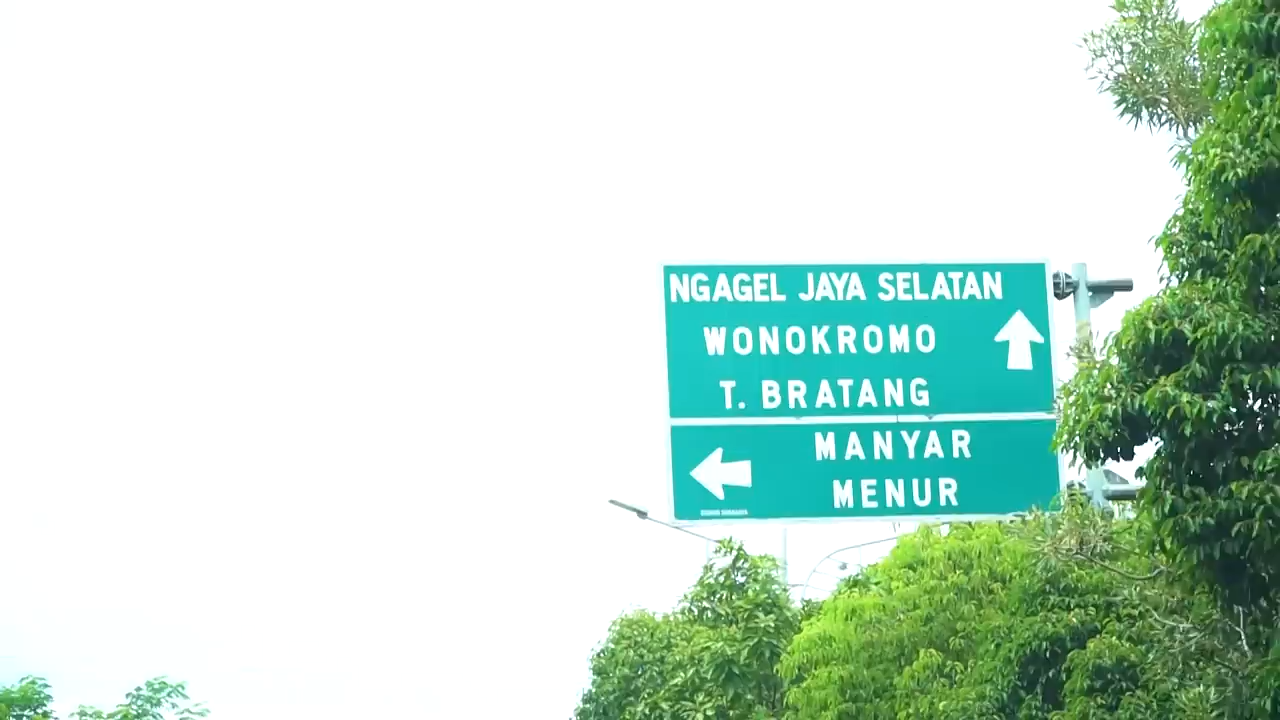 NGAGEL JAYA SELATAN
WONOKROMO
T. BRATANG
MANYAR
MENUR